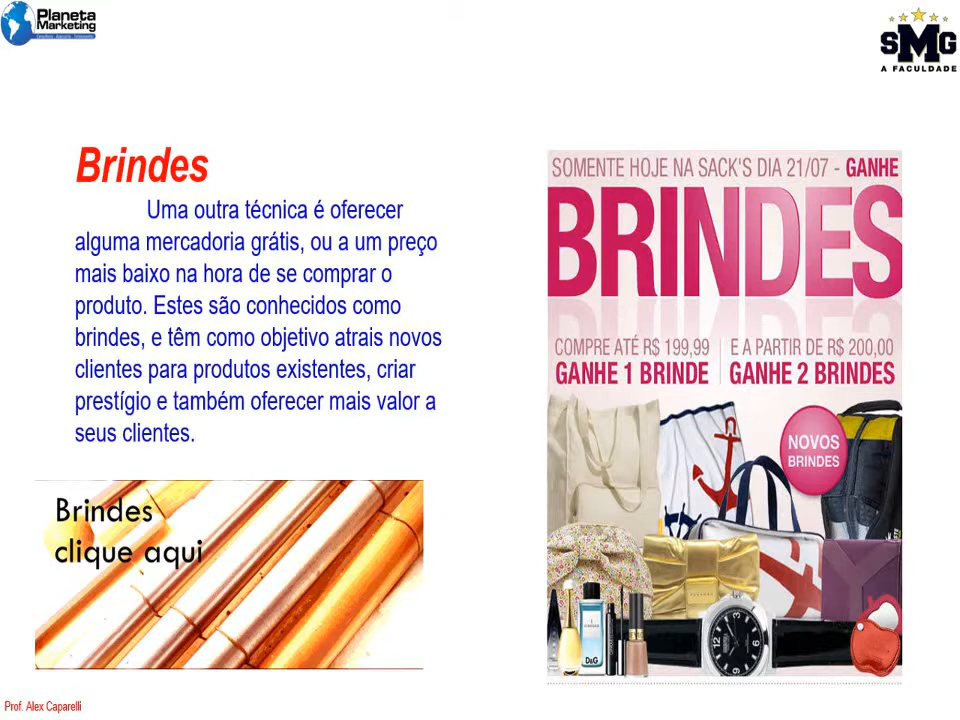 Planeta
Marketing
SMG
A FACULDADE
Brindes
Uma outra técnica é oferecer
alguma mercadoria grátis, ou a um preço
mais baixo na hora de se comprar o
produto. Estes são conhecidos como
brindes, e têm como objetivo atrais novos
clientes para produtos existentes, criar
prestígio e também oferecer mais valor a
seus clientes.
Brindes
clique aqui
SOMENTE HOJE NA SACK'S DIA 21/07 - GANHE
BRINDES
COMPRE ATÉ R$ 199,99
GANHE 1 BRINDE
E A PARTIR DE R$ 200,00
GANHE 2 BRINDES
NOVOS
BRINDES
D&G
12
Prof. Alex Caparelli